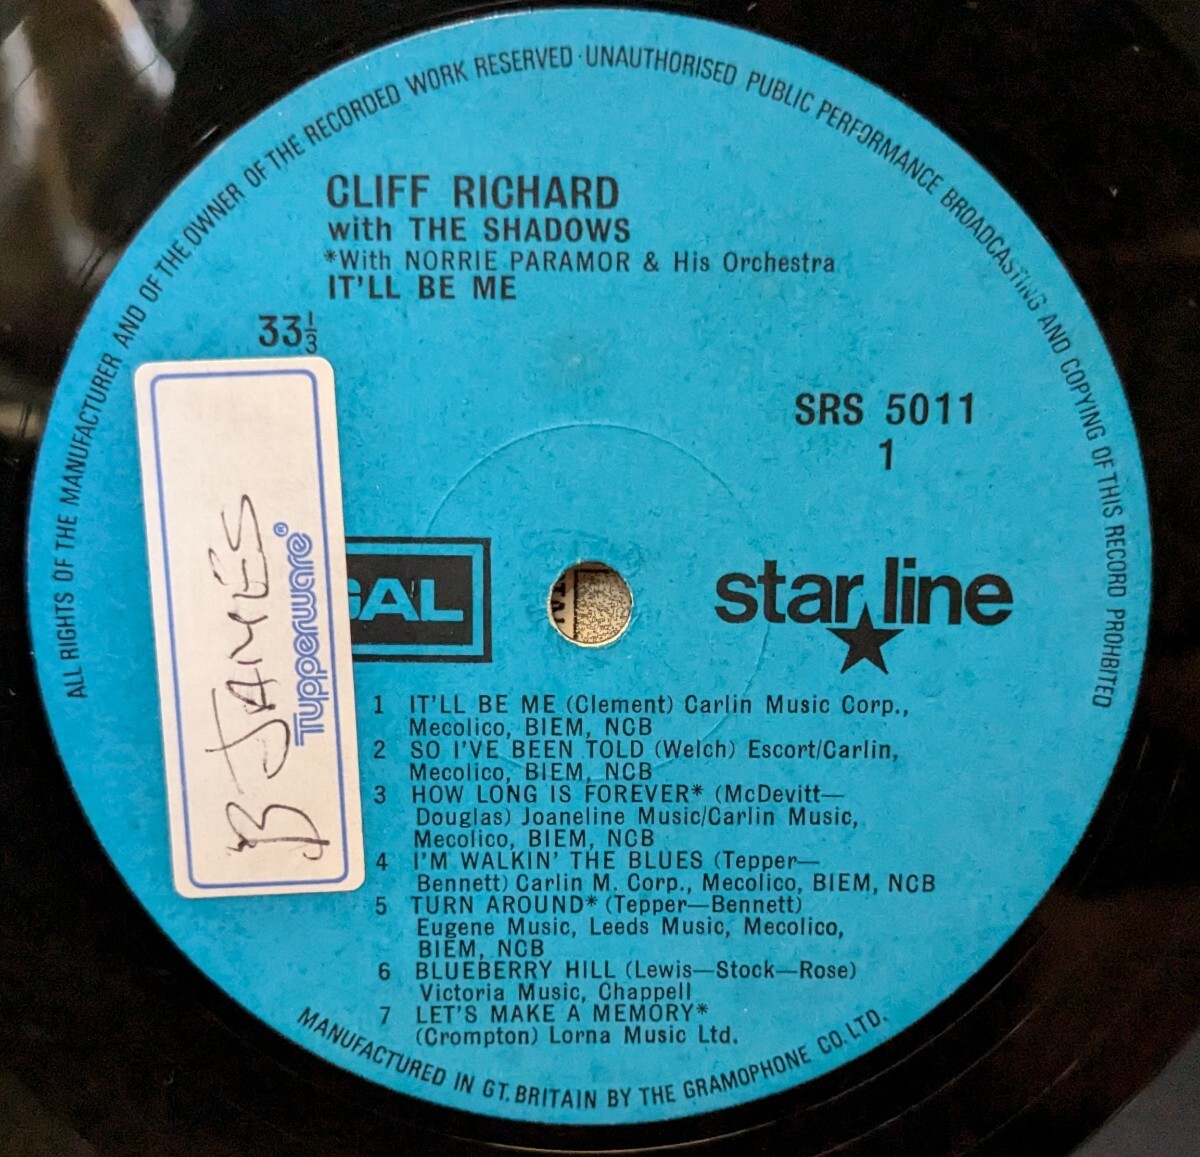 ALL RIGHTS OF THE MANUFACTURER AND OF THE OWNER OF THE RECORDED WORK RESERVED · UNAUTHORISED PUBLIC PERFORMANCE BROADCASTING AND COPYING OF THIS RECORD PROHIBITED
CLIFF RICHARD
with THE SHADOWS
*With NORRIE PARAMOR & His Orchestra
IT'LL BE ME
33⅓
SRS 5011
1
B JAMES
Tupperware®
GAL
star line
1 IT'LL BE ME (Clement) Carlin Music Corp.,
Mecolico, BIEM, NCB
2 SO I'VE BEEN TOLD (Welch) Escort/Carlin,
Mecolico, BIEM, NCB
3 HOW LONG IS FOREVER* (McDevitt—
Douglas) Joaneline Music/Carlin Music,
Mecolico, BIEM, NCB
4 I'M WALKIN' THE BLUES (Tepper—
Bennett) Carlin M. Corp., Mecolico, BIEM, NCB
5 TURN AROUND* (Tepper—Bennett)
Eugene Music, Leeds Music, Mecolico,
BIEM, NCB
6 BLUEBERRY HILL (Lewis—Stock—Rose)
Victoria Music, Chappell
7 LET'S MAKE A MEMORY*
(Crompton) Lorna Music Ltd.
MANUFACTURED IN GT. BRITAIN BY THE GRAMOPHONE CO. LTD.